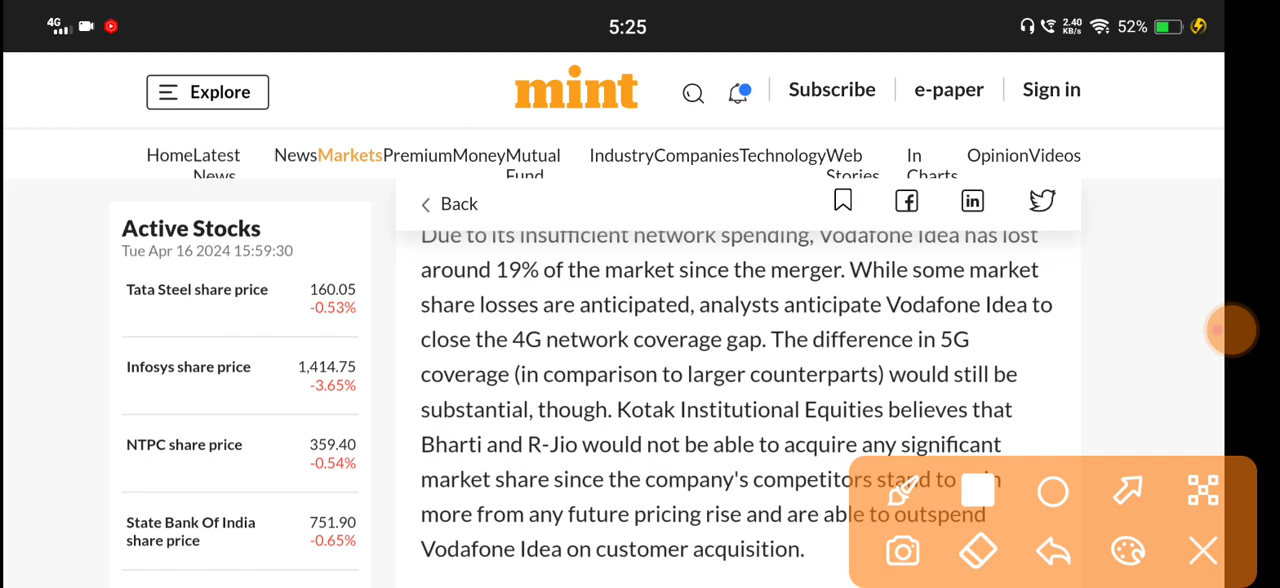 4G
5:25
2.40
KB/s
52%
Explore
mint
Subscribe
e-paper
Sign in
Home
Latest
News
News
Markets
Premium
Money
Mutual
Fund
Industry
Companies
Technology
Web
Stories
In
Charts
Opinion
Videos
Active Stocks
Tue Apr 16 2024 15:59:30
Tata Steel share price 160.05
-0.53%
Infosys share price 1,414.75
-3.65%
NTPC share price 359.40
-0.54%
State Bank Of India 751.90
share price -0.65%
Back
Due to its insufficient network spending, Vodafone Idea has lost
around 19% of the market since the merger. While some market
share losses are anticipated, analysts anticipate Vodafone Idea to
close the 4G network coverage gap. The difference in 5G
coverage (in comparison to larger counterparts) would still be
substantial, though. Kotak Institutional Equities believes that
Bharti and R-Jio would not be able to acquire any significant
market share since the company's competitors stand to
more from any future pricing rise and are able to outspend
Vodafone Idea on customer acquisition.